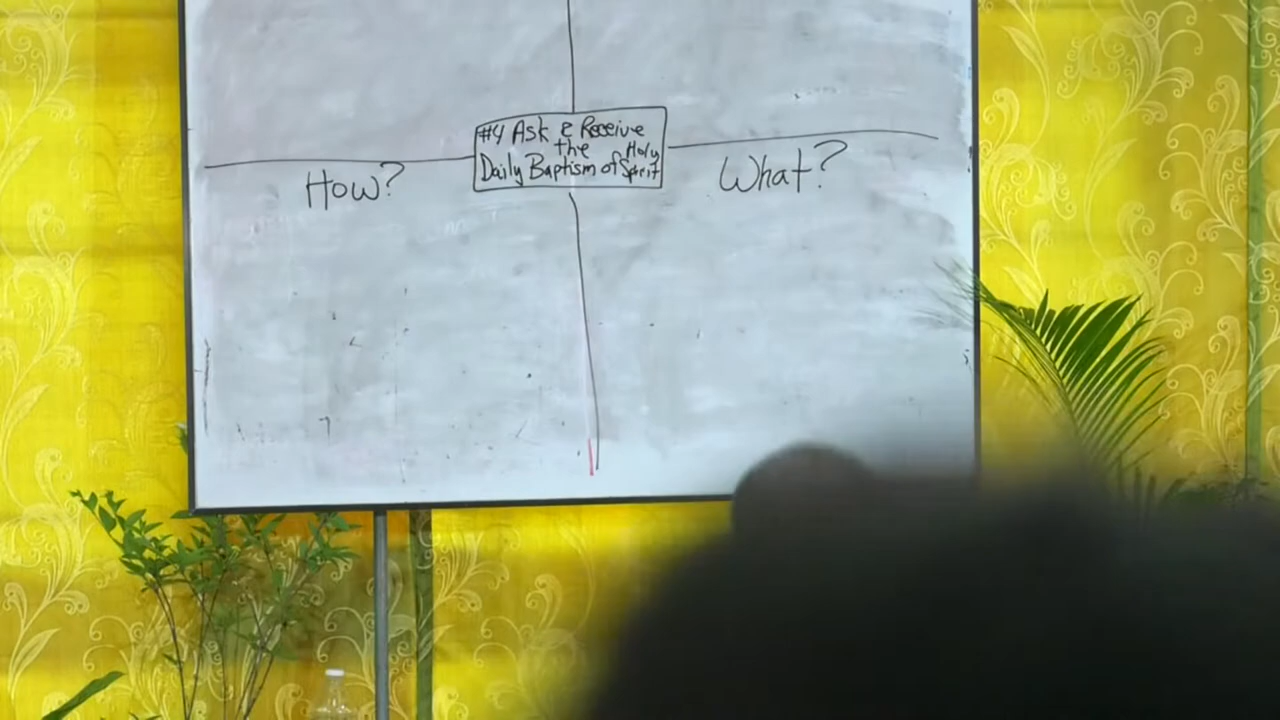 #4 Ask & Receive
the
Daily Baptism of Holy Spirit
How?
What?